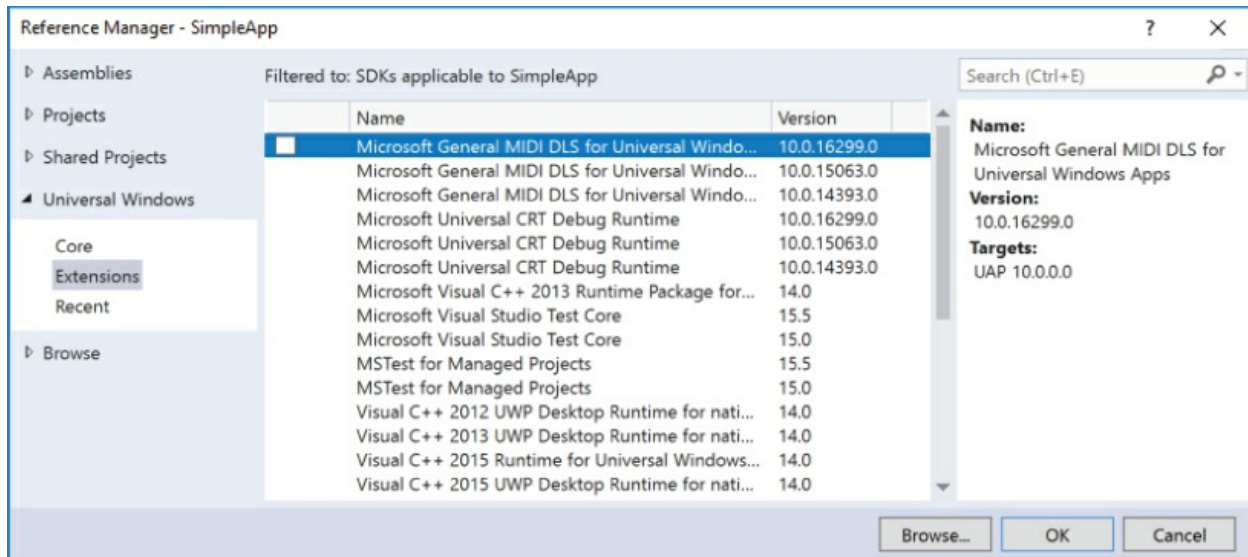 Reference Manager - SimpleApp
? ×
Assemblies
Projects
Shared Projects
Universal Windows
Core
Extensions
Recent
Browse
Filtered to: SDKs applicable to SimpleApp
Name Version
Microsoft General MIDI DLS for Universal Windo... 10.0.16299.0
Microsoft General MIDI DLS for Universal Windo... 10.0.15063.0
Microsoft General MIDI DLS for Universal Windo... 10.0.14393.0
Microsoft Universal CRT Debug Runtime 10.0.16299.0
Microsoft Universal CRT Debug Runtime 10.0.15063.0
Microsoft Universal CRT Debug Runtime 10.0.14393.0
Microsoft Visual C++ 2013 Runtime Package for... 14.0
Microsoft Visual Studio Test Core 15.5
Microsoft Visual Studio Test Core 15.0
MSTest for Managed Projects 15.5
MSTest for Managed Projects 15.0
Visual C++ 2012 UWP Desktop Runtime for nati... 14.0
Visual C++ 2013 UWP Desktop Runtime for nati... 14.0
Visual C++ 2015 Runtime for Universal Windows... 14.0
Visual C++ 2015 UWP Desktop Runtime for nati... 14.0
Search (Ctrl+E)
Name:
Microsoft General MIDI DLS for
Universal Windows Apps
Version:
10.0.16299.0
Targets:
UAP 10.0.0.0
Browse... OK Cancel